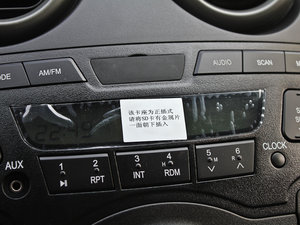 MODE
AM/FM
AUDIO
SCAN
该卡座为正插式
请将SD卡有金属片
一面朝下插入
AUX
CLOCK
1
2
3
4
5
6
RPT
INT
RDM
M
R